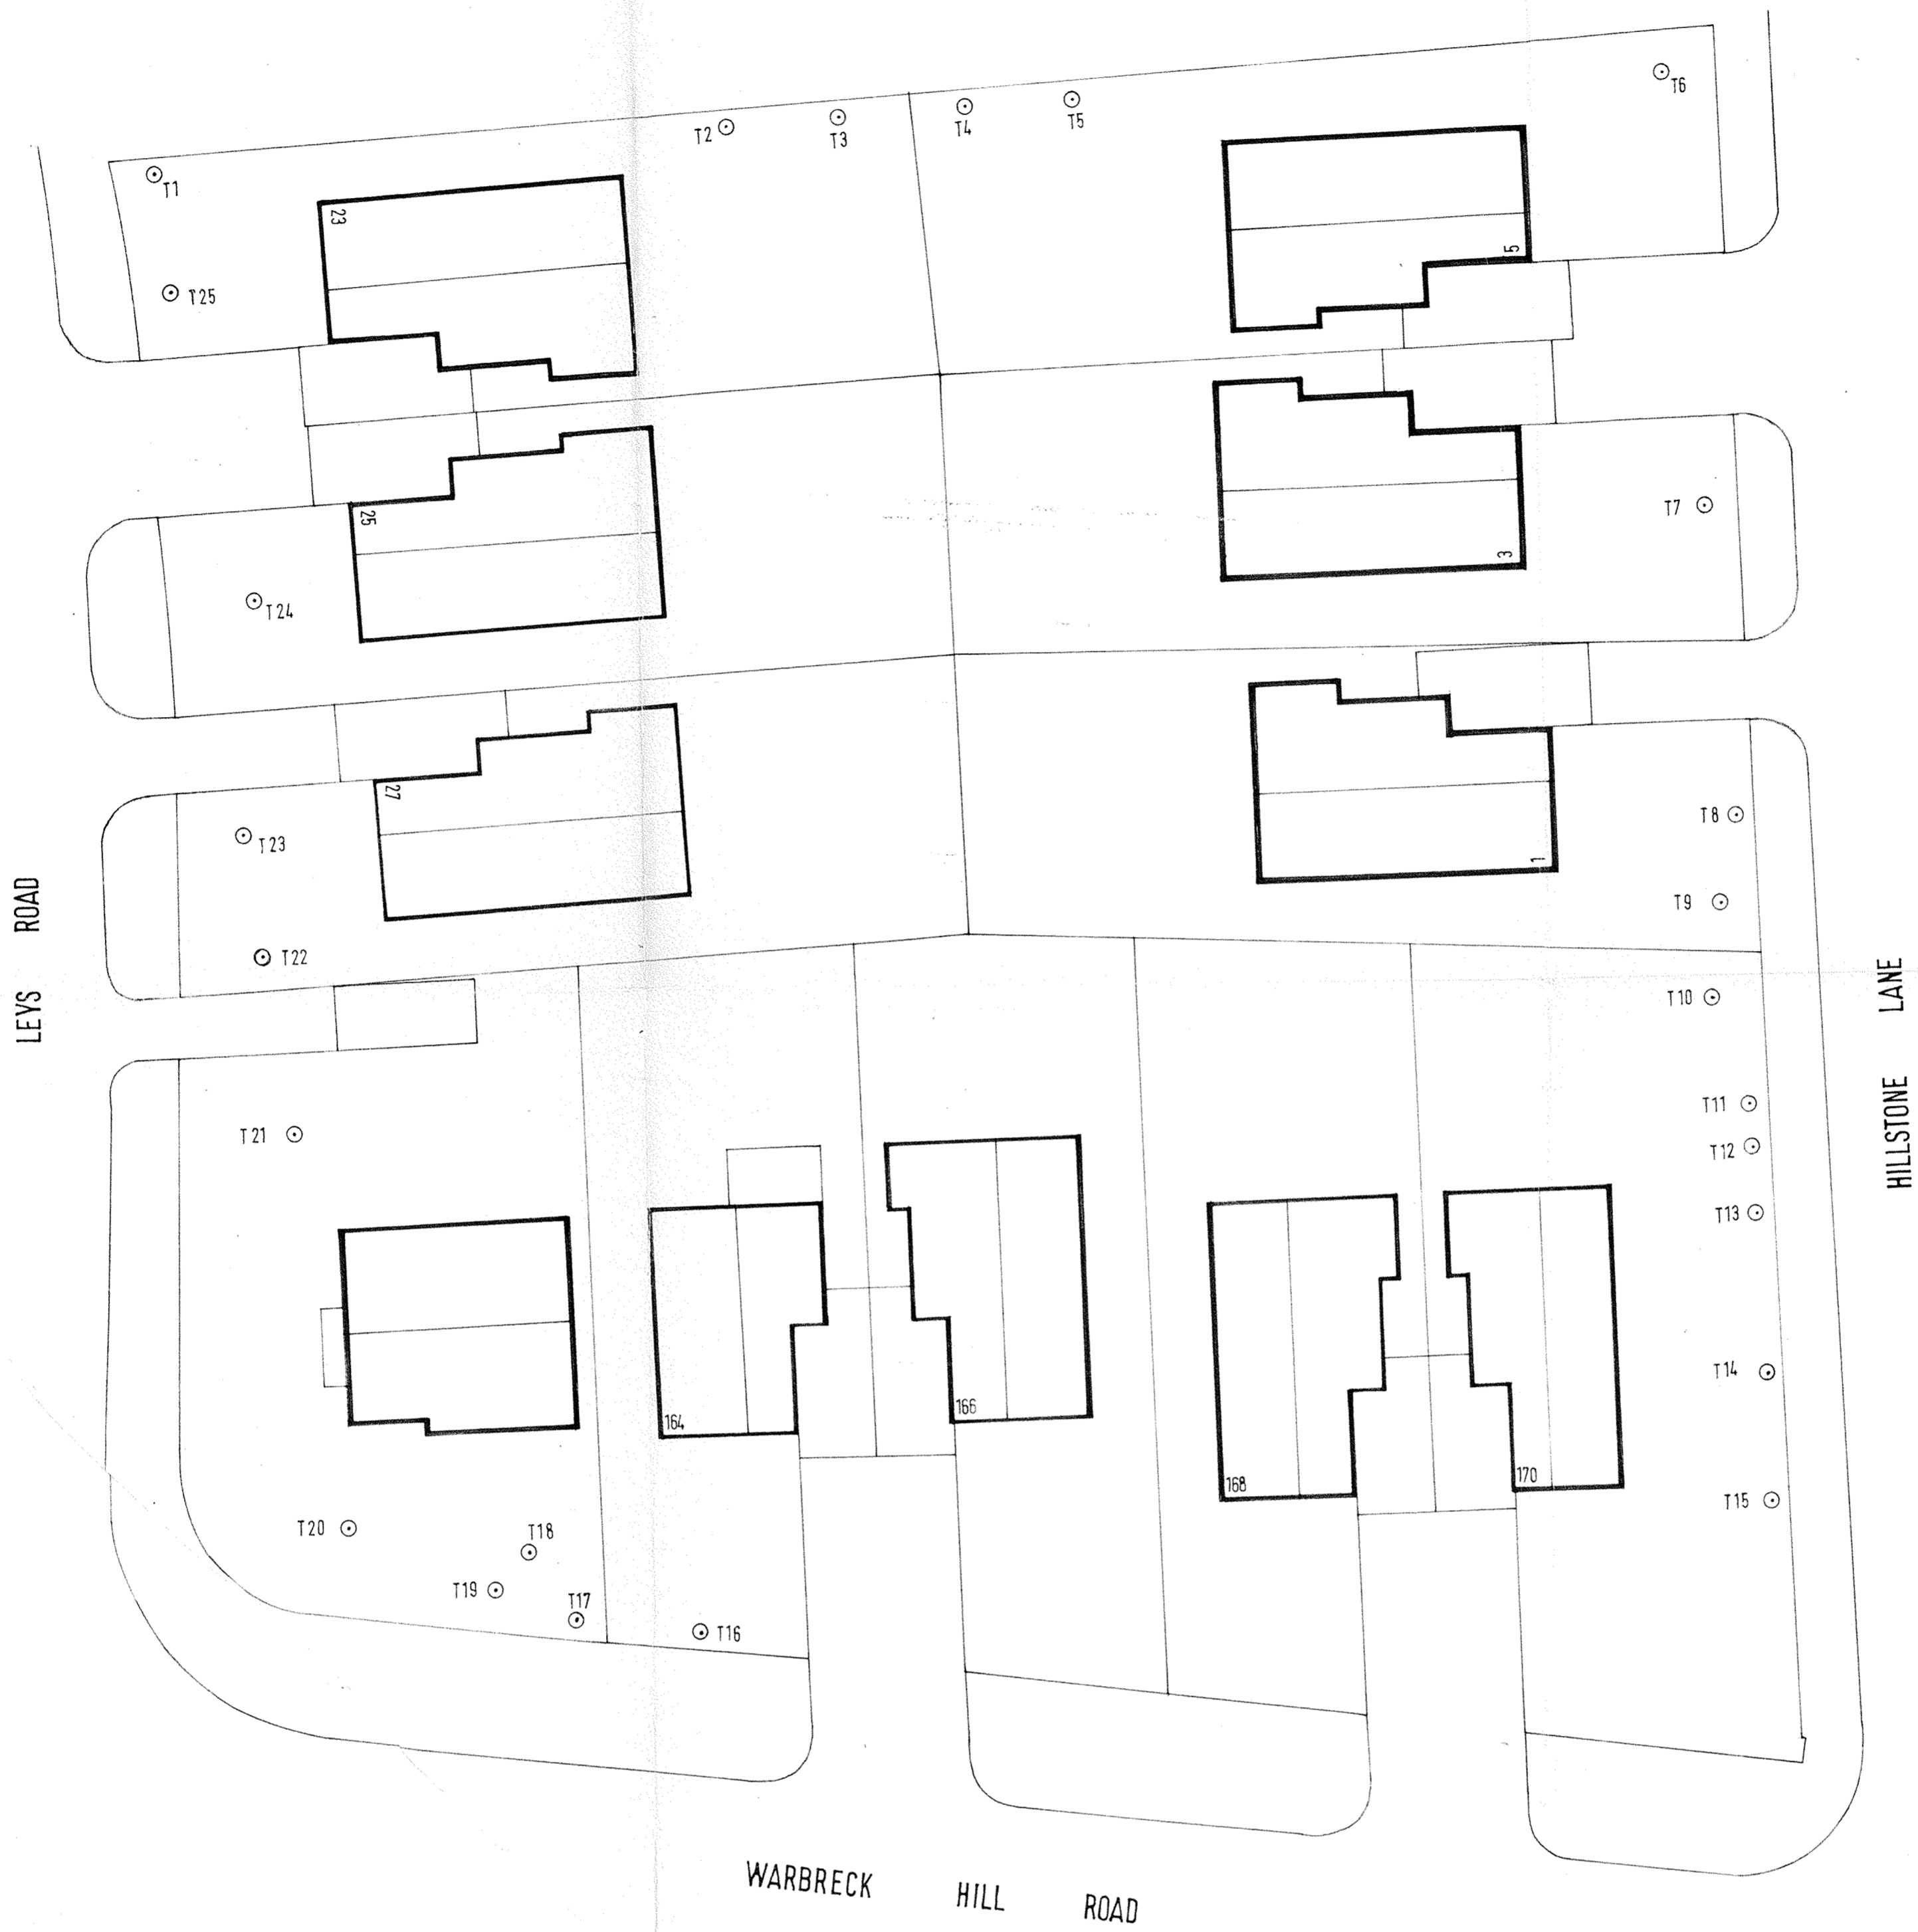 T6
T4
T5
T2
T3
T1
23
5
T25
25
T7
3
T24
27
T8
T23
1
T9
T22
T10
LEYS ROAD
HILLSTONE LANE
T11
T21
T12
T13
T14
166
164
170
168
T15
T20
T18
T19
T17
T16
WARBRECK HILL ROAD